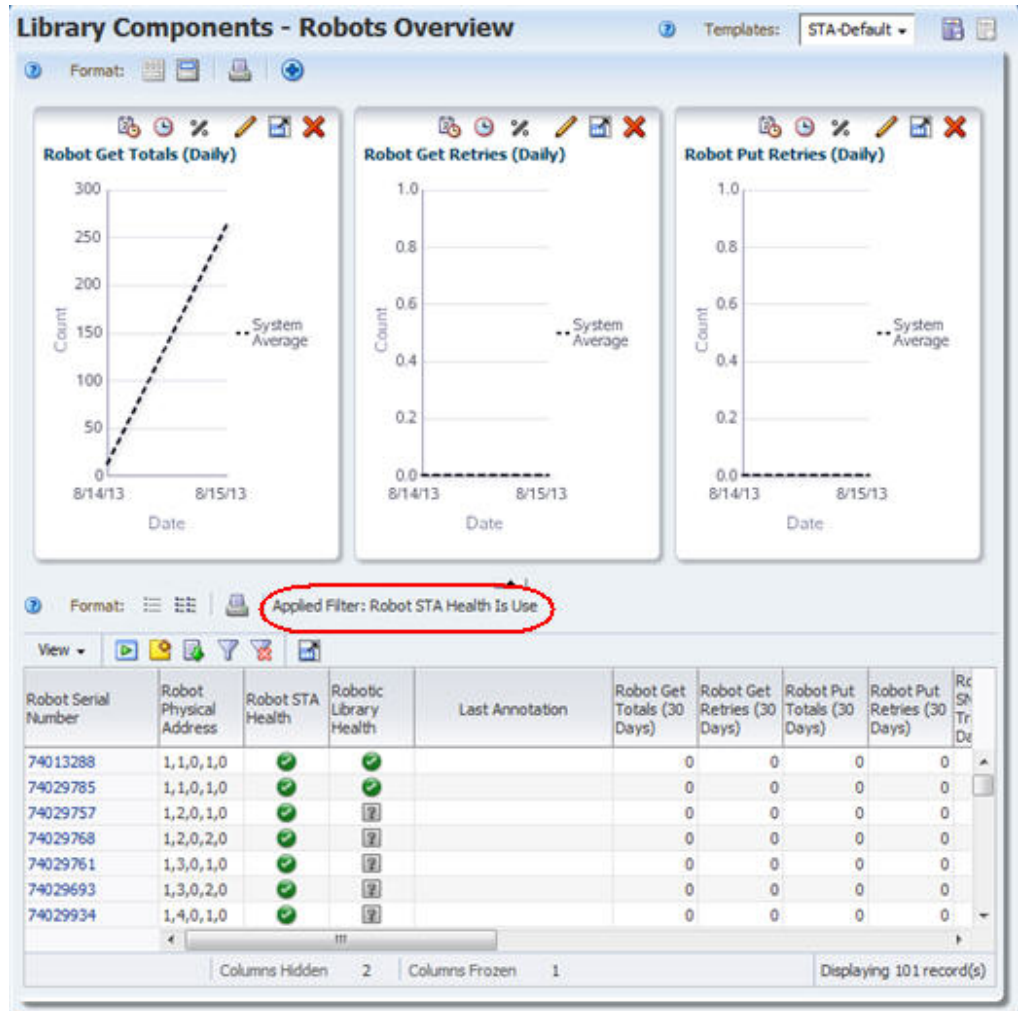 Library Components - Robots Overview
Templates: STA-Default
Format:
Robot Get Totals (Daily)
300
250
200
150
100
50
0
Count
8/14/13 8/15/13
Date
System
Average
Robot Get Retries (Daily)
1.0
0.8
0.6
0.4
0.2
0.0
Count
8/14/13 8/15/13
Date
System
Average
Robot Put Retries (Daily)
1.0
0.8
0.6
0.4
0.2
0.0
Count
8/14/13 8/15/13
Date
System
Average
Format: Applied Filter: Robot STA Health Is Use
View
Robot Serial Number
Robot Physical Address
Robot STA Health
Robotic Library Health
Last Annotation
Robot Get Totals (30 Days)
Robot Get Retries (30 Days)
Robot Put Totals (30 Days)
Robot Put Retries (30 Days)
74013288 1,1,0,1,0 0 0 0 0
74029785 1,1,0,1,0 0 0 0 0
74029757 1,2,0,1,0 ? 0 0 0 0
74029768 1,2,0,2,0 ? 0 0 0 0
74029761 1,3,0,1,0 ? 0 0 0 0
74029693 1,3,0,2,0 ? 0 0 0 0
74029934 1,4,0,1,0 ? 0 0 0 0
Columns Hidden 2 Columns Frozen 1 Displaying 101 record(s)